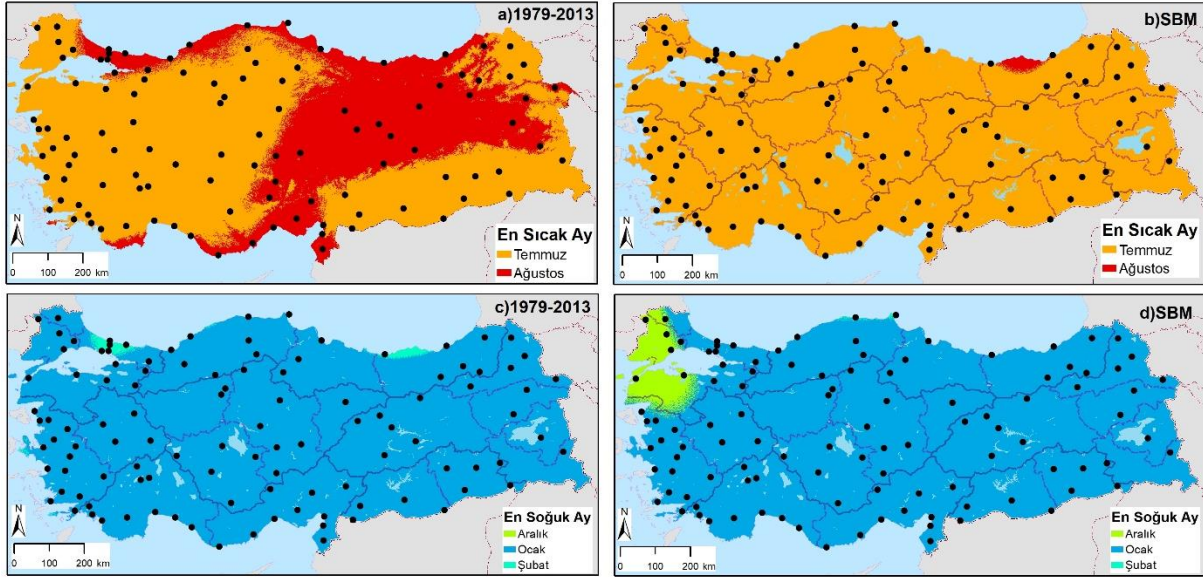 a)1979-2013
N
En Sıcak Ay
Temmuz
Ağustos
0 100 200 km
b)SBM
N
En Sıcak Ay
Temmuz
Ağustos
0 100 200 km
c)1979-2013
N
En Soğuk Ay
Aralık
Ocak
Şubat
0 100 200 km
d)SBM
N
En Soğuk Ay
Aralık
Ocak
Şubat
0 100 200 km